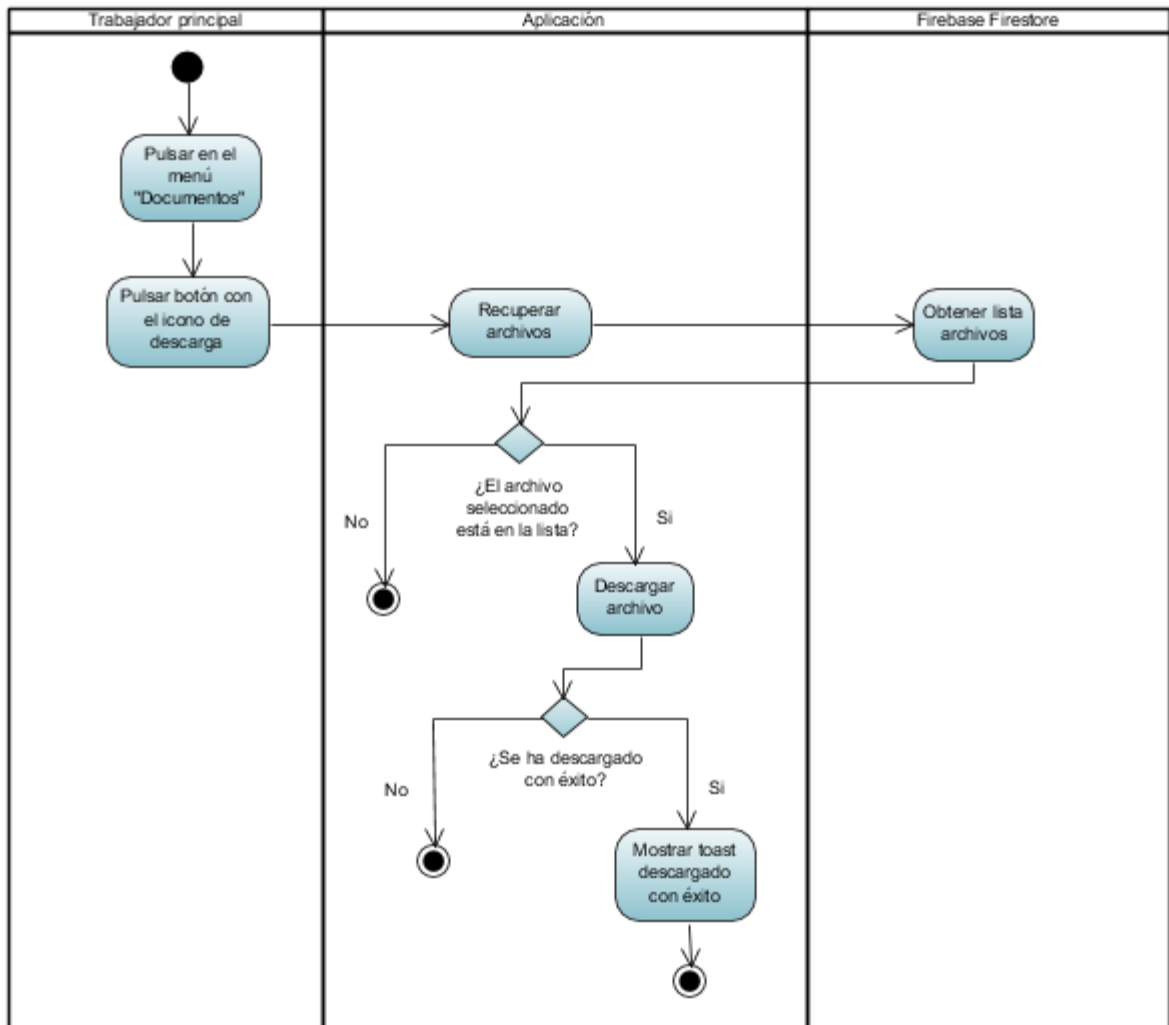 Trabajador principal
Aplicación
Firebase Firestore
Pulsar en el
menú
"Documentos"
Pulsar botón con
el icono de
descarga
Recuperar
archivos
Obtener lista
archivos
¿El archivo
seleccionado
está en la lista?
No
Si
Descargar
archivo
¿Se ha descargado
con éxito?
No
Si
Mostrar toast
descargado
con éxito